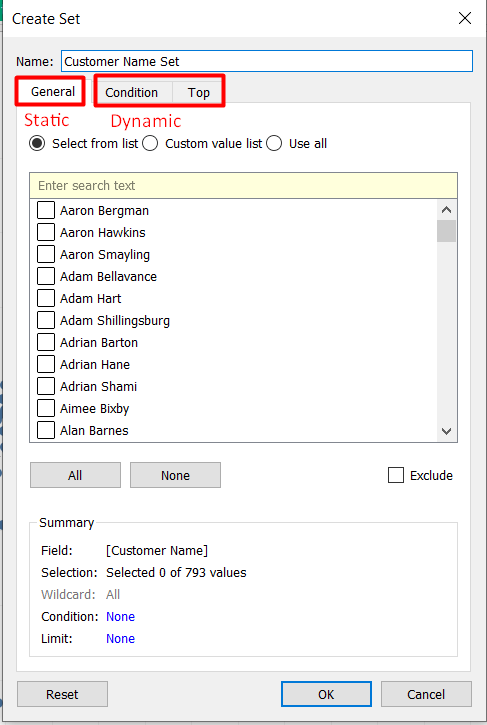 Create Set
Name: Customer Name Set
General Condition Top
Static Dynamic
Select from list Custom value list Use all
Enter search text
Aaron Bergman
Aaron Hawkins
Aaron Smayling
Adam Bellavance
Adam Hart
Adam Shillingsburg
Adrian Barton
Adrian Hane
Adrian Shami
Aimee Bixby
Alan Barnes
All None Exclude
Summary
Field: [Customer Name]
Selection: Selected 0 of 793 values
Wildcard: All
Condition: None
Limit: None
Reset OK Cancel